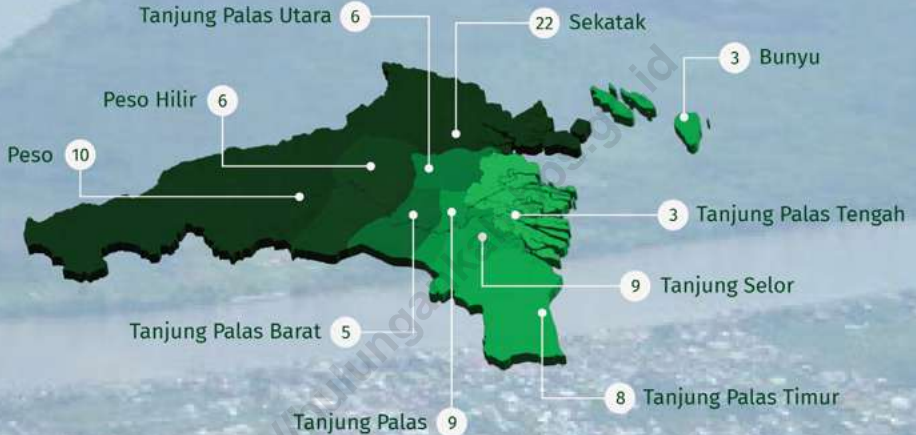 Tanjung Palas Utara 6
22 Sekatak
3 Bunyu
Peso Hilir 6
Peso 10
3 Tanjung Palas Tengah
9 Tanjung Selor
Tanjung Palas Barat 5
8 Tanjung Palas Timur
Tanjung Palas 9